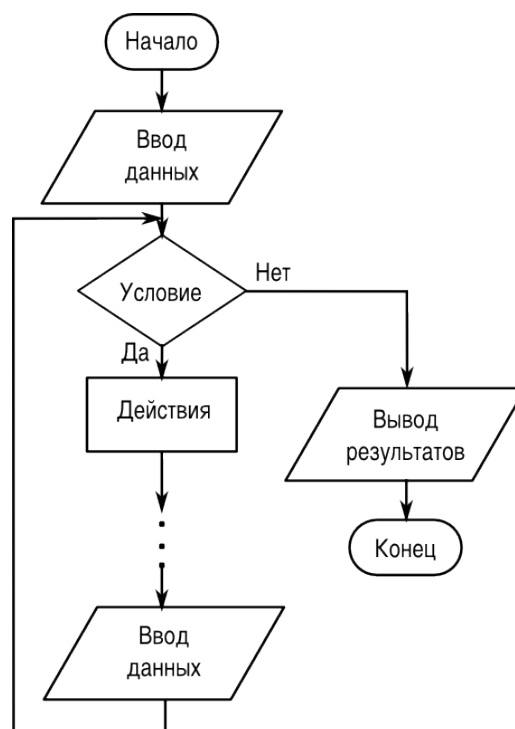 Начало
Ввод
данных
Условие
Нет
Да
Действия
Вывод
результатов
Конец
Ввод
данных